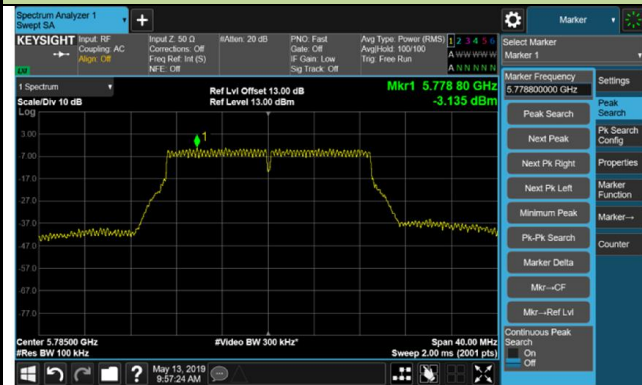 Spectrum Analyzer 1
Swept SA
Marker
KEYSIGHT Input: RF Input Z: 50 Ω #Atten: 20 dB PNO: Fast Avg Type: Power (RMS) 1 2 3 4 5 6
Coupling: AC Corrections: Off Gate: Off Avg|Hold: 100/100 A W W W W W
Align: Off Freq Ref: Int (S) IF Gain: Low Trig: Free Run
NFE: Off Sig Track: Off A N N N N N
LXI
Select Marker
Marker 1
1 Spectrum
Ref Lvl Offset 13.00 dB
Mkr1 5.778 80 GHz
Scale/Div 10 dB
Ref Level 13.00 dBm
-3.135 dBm
Log
3.00
-7.00
-17.0
-27.0
-37.0
-47.0
-57.0
-67.0
-77.0
1
Center 5.78500 GHz
#Video BW 300 kHz*
Span 40.00 MHz
#Res BW 100 kHz
Sweep 2.00 ms (2001 pts)
Marker Frequency
5.778800000 GHz
Peak Search
Next Peak
Next Pk Right
Next Pk Left
Minimum Peak
Pk-Pk Search
Marker Delta
Mkr→CF
Mkr→Ref Lvl
Continuous Peak
Search
On
Off
Settings
Peak
Search
Pk Search
Config
Properties
Marker
Function
Marker→
Counter
May 13, 2019
9:57:24 AM